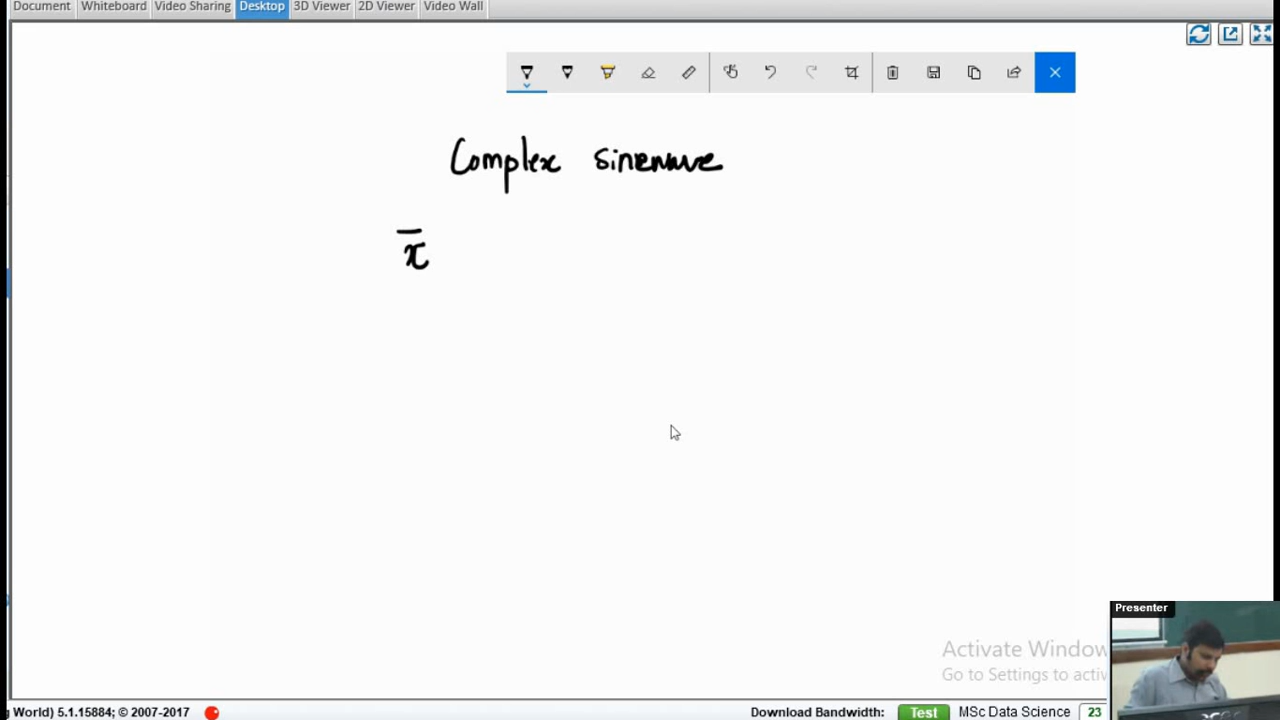 Document Whiteboard Video Sharing Desktop 3D Viewer 2D Viewer Video Wall
Complex sinewave
x̅
Activate Window
Go to Settings to activ
Presenter
g World) 5.1.15884; © 2007-2017 Download Bandwidth: Test MSc Data Science 23